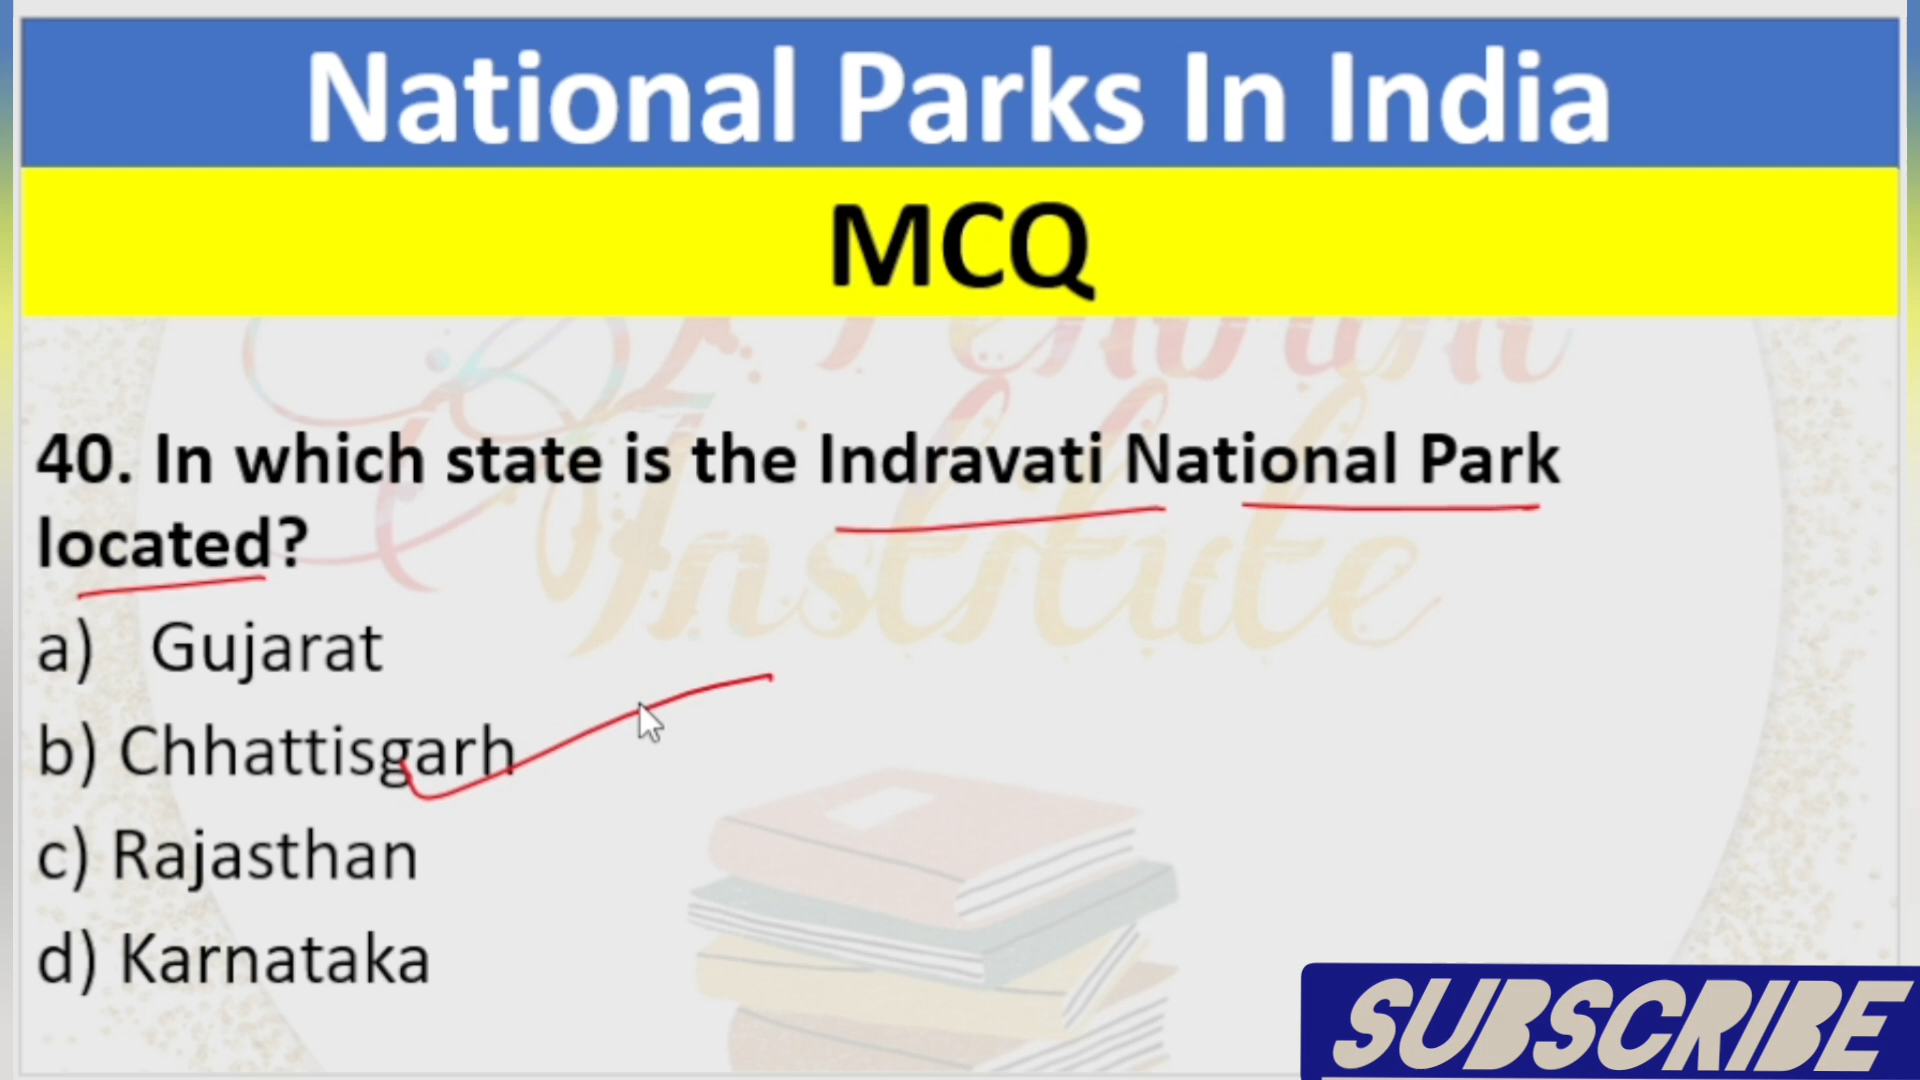 National Parks In India
MCQ
Institute
40. In which state is the Indravati National Park
located?
a) Gujarat
b) Chhattisgarh
c) Rajasthan
d) Karnataka
SUBSCRIBE